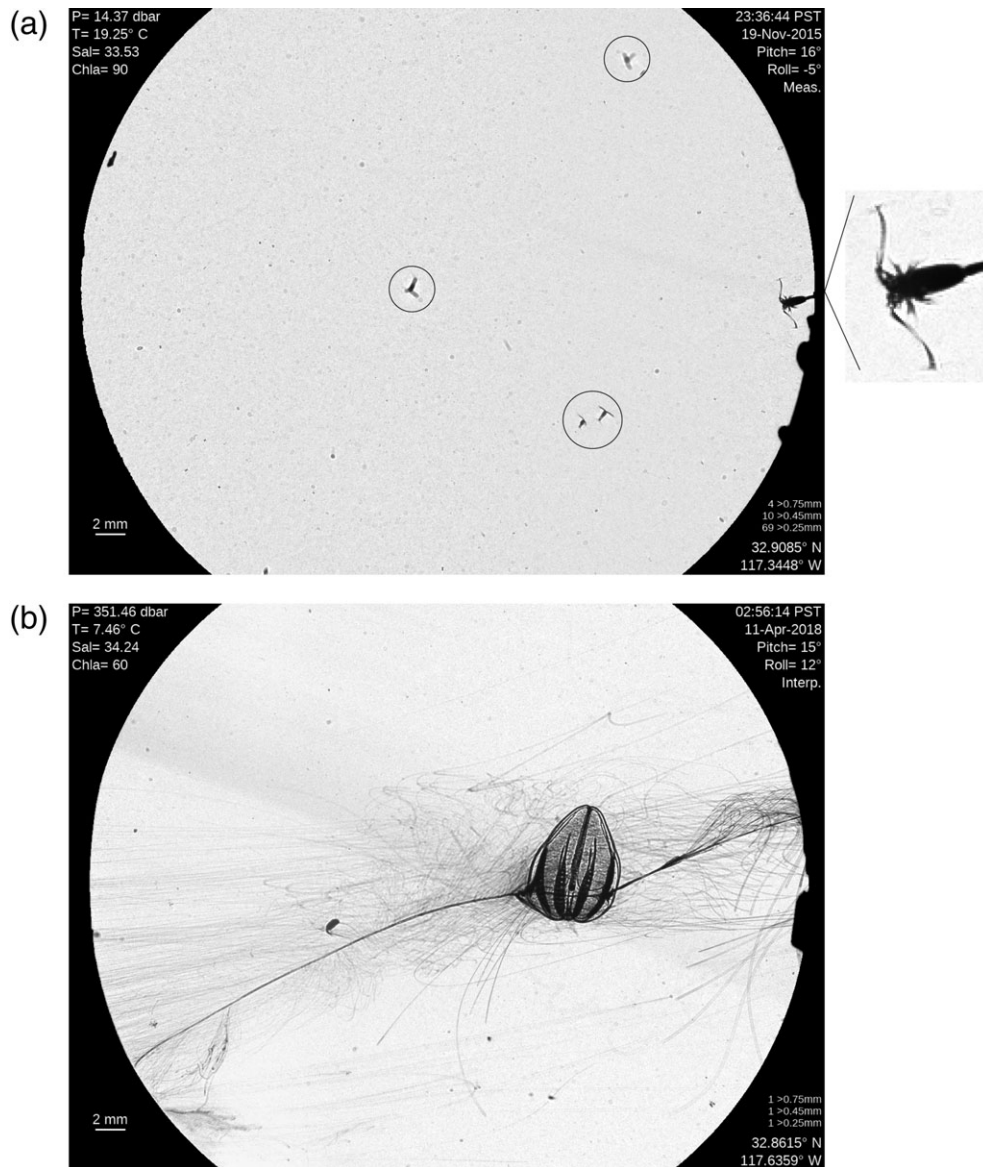 (a)
P= 14.37 dbar
T= 19.25° C
Sal= 33.53
Chla= 90
23:36:44 PST
19-Nov-2015
Pitch= 16°
Roll= -5°
Meas.
2 mm
4 >0.75mm
10 >0.45mm
69 >0.25mm
32.9085° N
117.3448° W
(b)
P= 351.46 dbar
T= 7.46° C
Sal= 34.24
Chla= 60
02:56:14 PST
11-Apr-2018
Pitch= 15°
Roll= 12°
Interp.
2 mm
1 >0.75mm
1 >0.45mm
1 >0.25mm
32.8615° N
117.6359° W